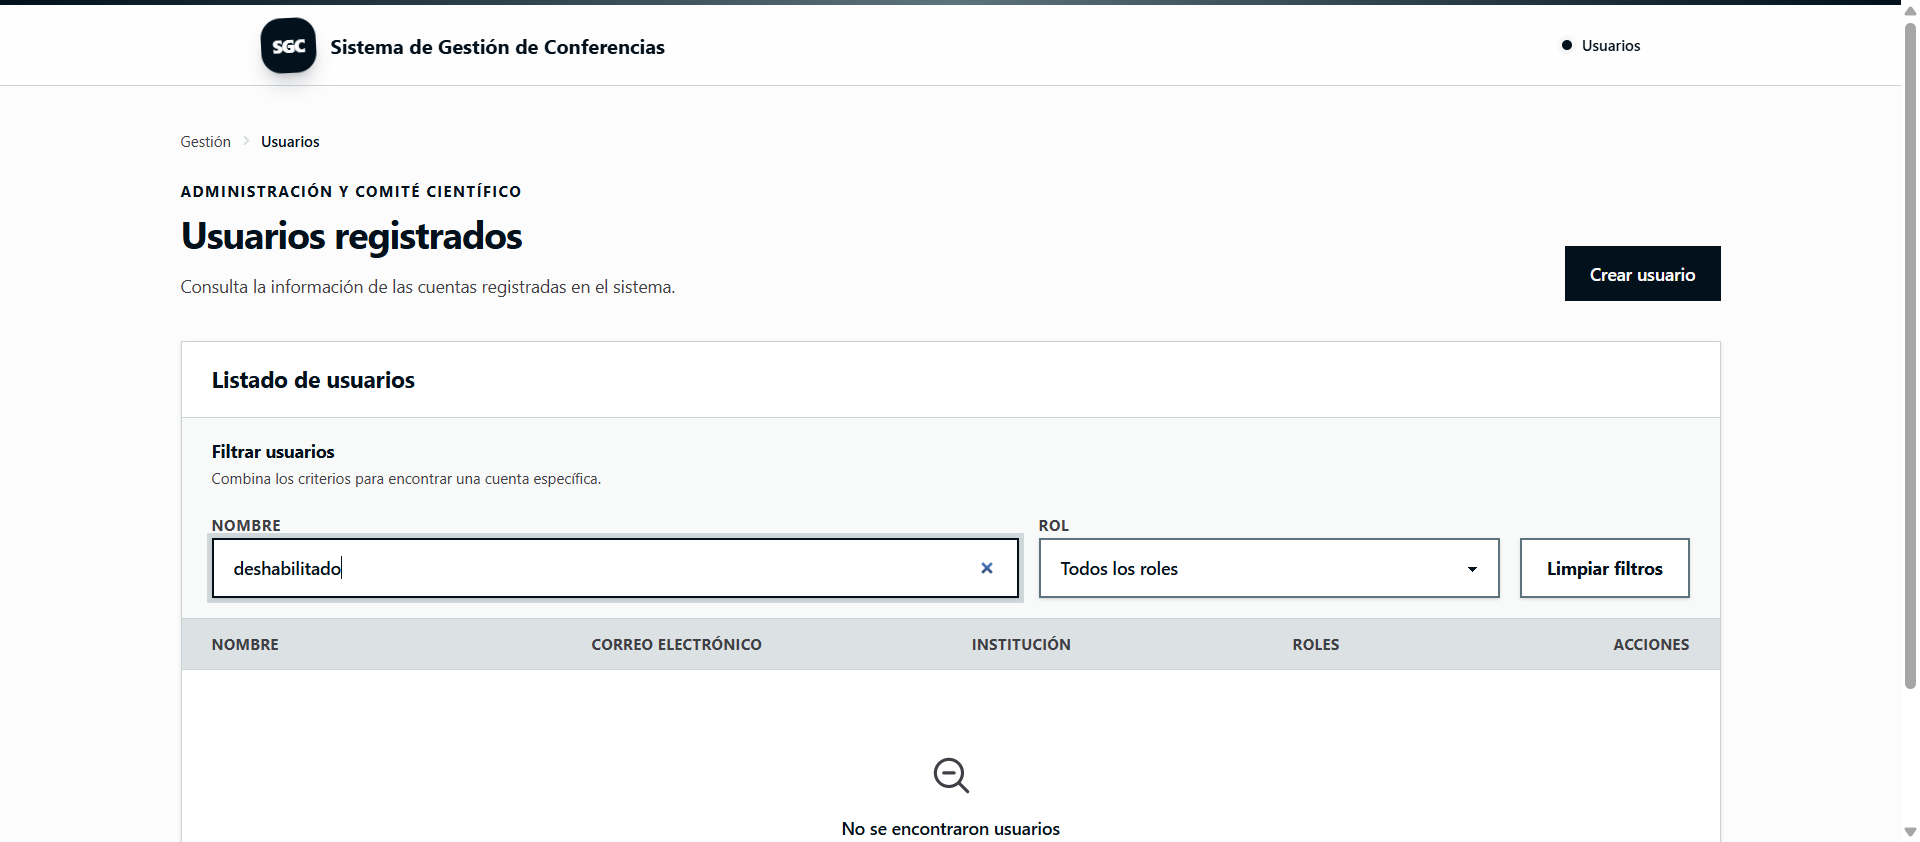 SGC Sistema de Gestión de Conferencias
Usuarios
Gestión > Usuarios
ADMINISTRACIÓN Y COMITÉ CIENTÍFICO
Usuarios registrados
Consulta la información de las cuentas registradas en el sistema.
Crear usuario
Listado de usuarios
Filtrar usuarios
Combina los criterios para encontrar una cuenta específica.
NOMBRE
deshabilitado
ROL
Todos los roles
Limpiar filtros
NOMBRE CORREO ELECTRÓNICO INSTITUCIÓN ROLES ACCIONES
No se encontraron usuarios